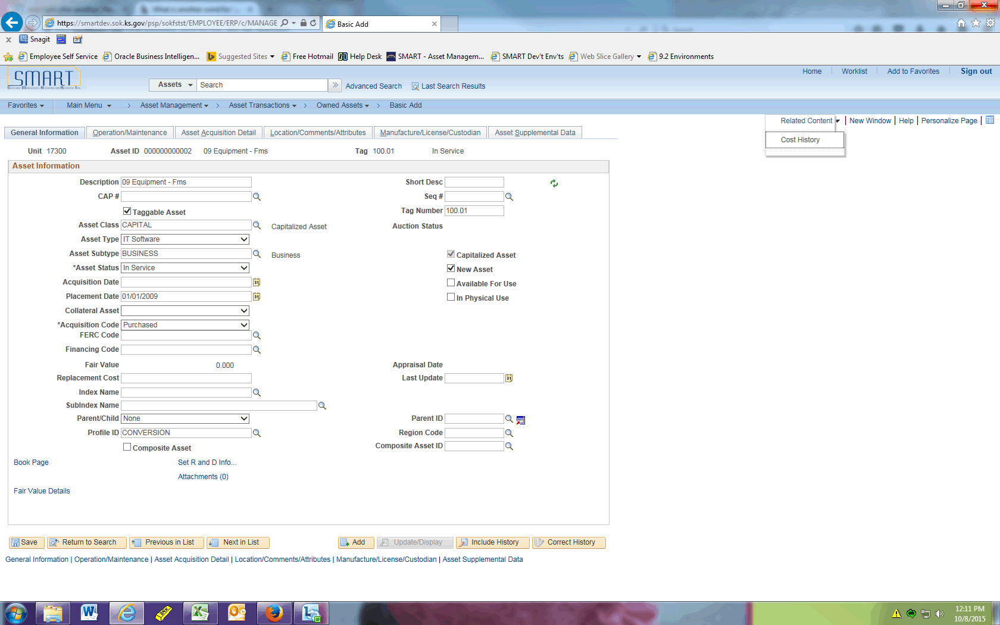 https://smartdev.sok.ks.gov/psp/sokfstst/EMPLOYEE/ERP/c/MANAGE
Basic Add
x Snagit
Employee Self Service Oracle Business Intelligen... Suggested Sites Free Hotmail Help Desk SMART - Asset Managem... SMART Dev't Env'ts Web Slice Gallery 9.2 Environments
SMART
Home Worklist Add to Favorites Sign out
Assets Search Advanced Search Last Search Results
Favorites Main Menu > Asset Management > Asset Transactions > Owned Assets > Basic Add
Related Content | New Window | Help | Personalize Page |
Cost History
General Information Operation/Maintenance Asset Acquisition Detail Location/Comments/Attributes Manufacture/License/Custodian Asset Supplemental Data
Unit 17300 Asset ID 000000000002 09 Equipment - Fms Tag 100.01 In Service
Asset Information
Description 09 Equipment - Fms Short Desc
CAP # Seq #
Taggable Asset Tag Number 100.01
Asset Class CAPITAL Capitalized Asset Auction Status
Asset Type IT Software
Asset Subtype BUSINESS Business Capitalized Asset
*Asset Status In Service New Asset
Acquisition Date 31 Available For Use
Placement Date 01/01/2009 31 In Physical Use
Collateral Asset
*Acquisition Code Purchased
FERC Code
Financing Code
Fair Value 0.000 Appraisal Date
Replacement Cost Last Update 31
Index Name
SubIndex Name
Parent/Child None Parent ID
Profile ID CONVERSION Region Code
Composite Asset Composite Asset ID
Book Page Set R and D Info...
Attachments (0)
Fair Value Details
Save Return to Search Previous in List Next in List Add Update/Display Include History Correct History
General Information | Operation/Maintenance | Asset Acquisition Detail | Location/Comments/Attributes | Manufacture/License/Custodian | Asset Supplemental Data
12:11 PM
10/8/2015